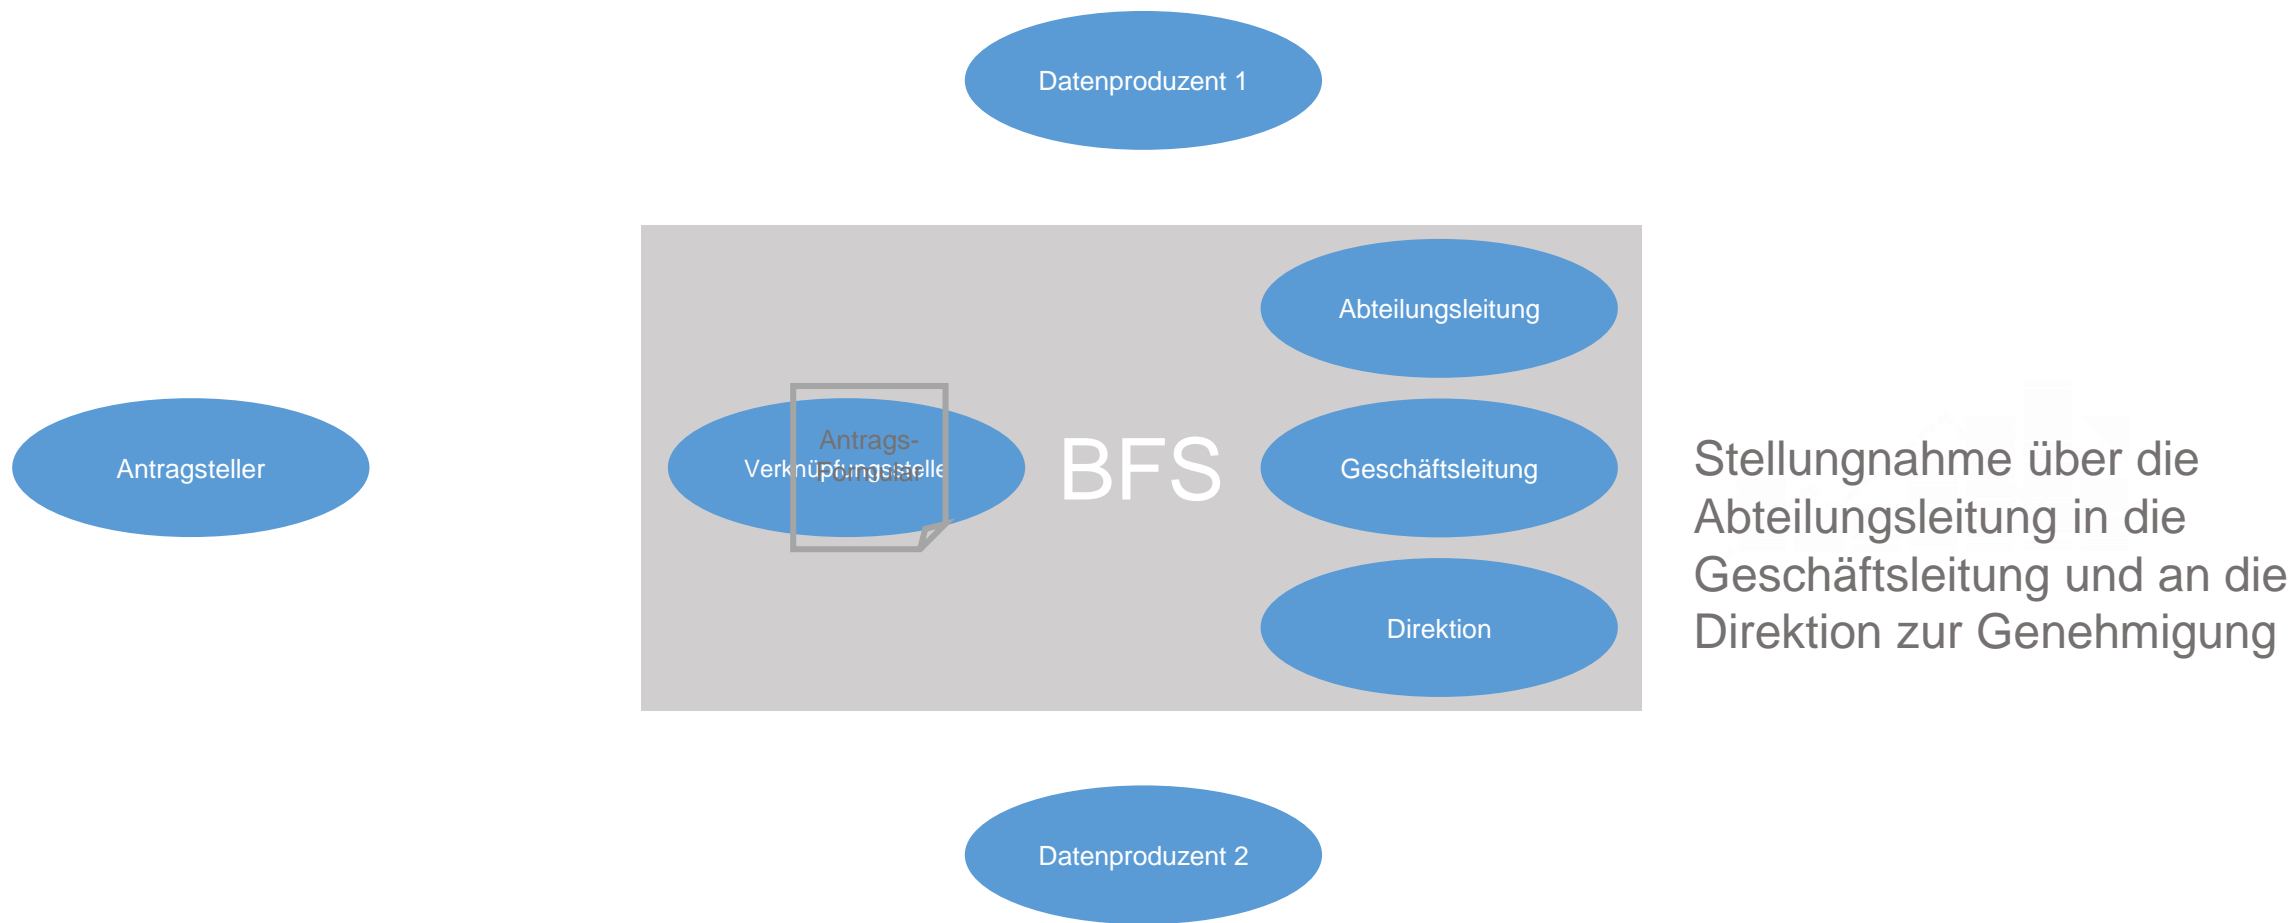 Datenproduzent 1
Abteilungsleitung
Antragsteller
Verknüpfungsstelle
Antrags-
Formular
BFS
Geschäftsleitung
Direktion
Stellungnahme über die
Abteilungsleitung in die
Geschäftsleitung und an die
Direktion zur Genehmigung
Datenproduzent 2